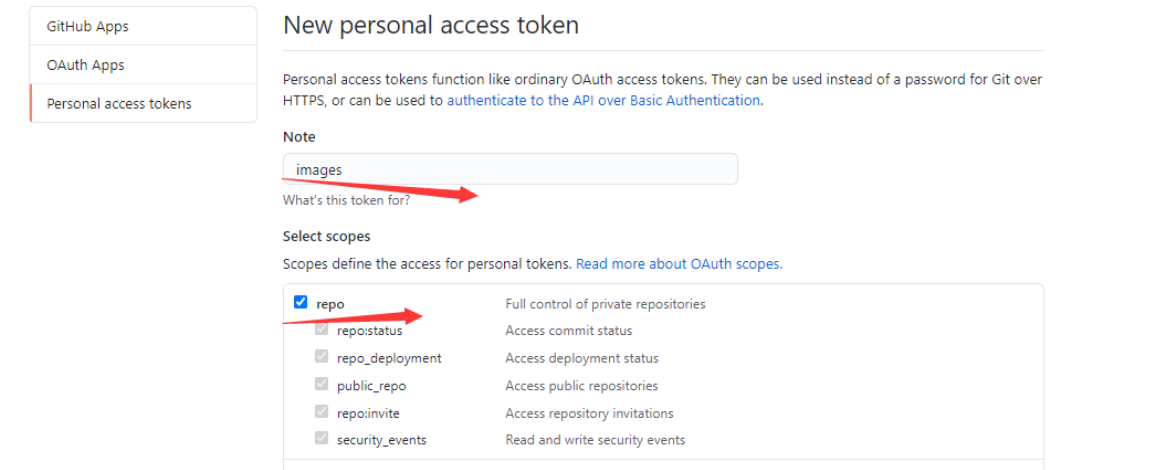 GitHub Apps
OAuth Apps
Personal access tokens
New personal access token
Personal access tokens function like ordinary OAuth access tokens. They can be used instead of a password for Git over
HTTPS, or can be used to authenticate to the API over Basic Authentication.
Note
images
What's this token for?
Select scopes
Scopes define the access for personal tokens. Read more about OAuth scopes.
repo Full control of private repositories
repo:status Access commit status
repo_deployment Access deployment status
public_repo Access public repositories
repo:invite Access repository invitations
security_events Read and write security events